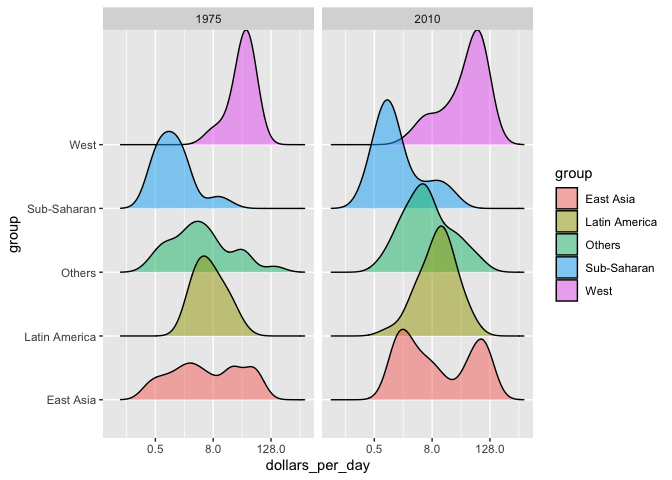 1975
2010
West
Sub-Saharan
Others
Latin America
East Asia
group
0.5
8.0
128.0
0.5
8.0
128.0
dollars_per_day
group
East Asia
Latin America
Others
Sub-Saharan
West